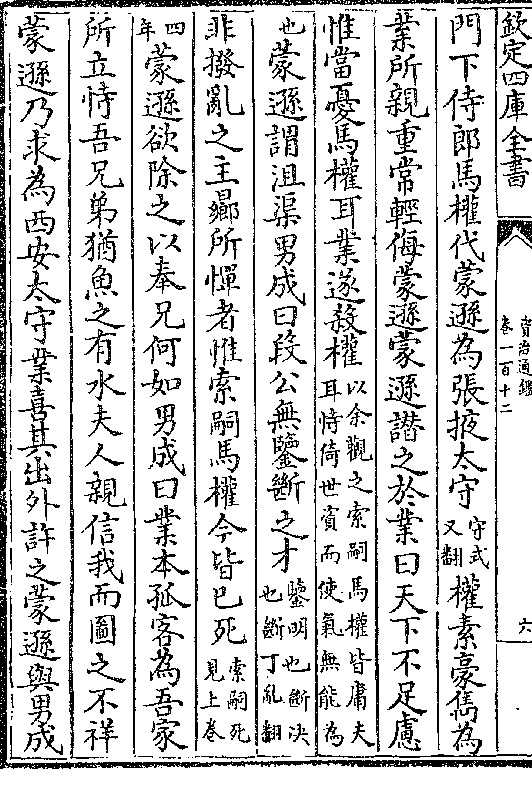 欽定四庫全書
資治通鑑
卷一百十二
六
門下侍郎馬權代蒙遜為張掖太守守式又翻權素豪雋為
業所親重常輕侮蒙遜蒙遜譖之於業曰天下不足慮
惟當憂馬權耳業遂殺權以余觀之索嗣馬權皆庸夫耳恃倚世資而使氣無能為
也蒙遜謂沮渠男成曰段公無鑒斷之才鑒明也斷決也斷丁亂翻
非撥亂之主曏所憚者惟索嗣馬權今皆已死索嗣死見上卷
四年蒙遜欲除之以奉兄何如男成曰業本孤客為吾家
所立恃吾兄弟猶魚之有水夫人親信我而圖之不祥
蒙遜乃求為西安太守業喜其出外許之蒙遜與男成